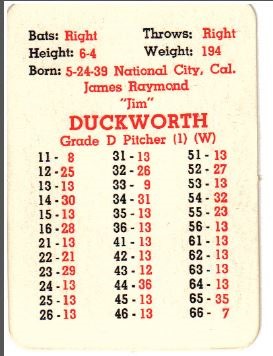 Bats: Right Throws: Right
Height: 6-4 Weight: 194
Born: 5-24-39 National City, Cal.
James Raymond
"Jim"
DUCKWORTH
Grade D Pitcher (1) (W)
11 - 8 31 - 13 51 - 13
12 - 25 32 - 26 52 - 27
13 - 13 33 - 9 53 - 13
14 - 30 34 - 31 54 - 32
15 - 13 35 - 13 55 - 23
16 - 28 36 - 13 56 - 13
21 - 13 41 - 13 61 - 13
22 - 21 42 - 13 62 - 13
23 - 29 43 - 12 63 - 13
24 - 13 44 - 36 64 - 13
25 - 13 45 - 13 65 - 35
26 - 13 46 - 13 66 - 7